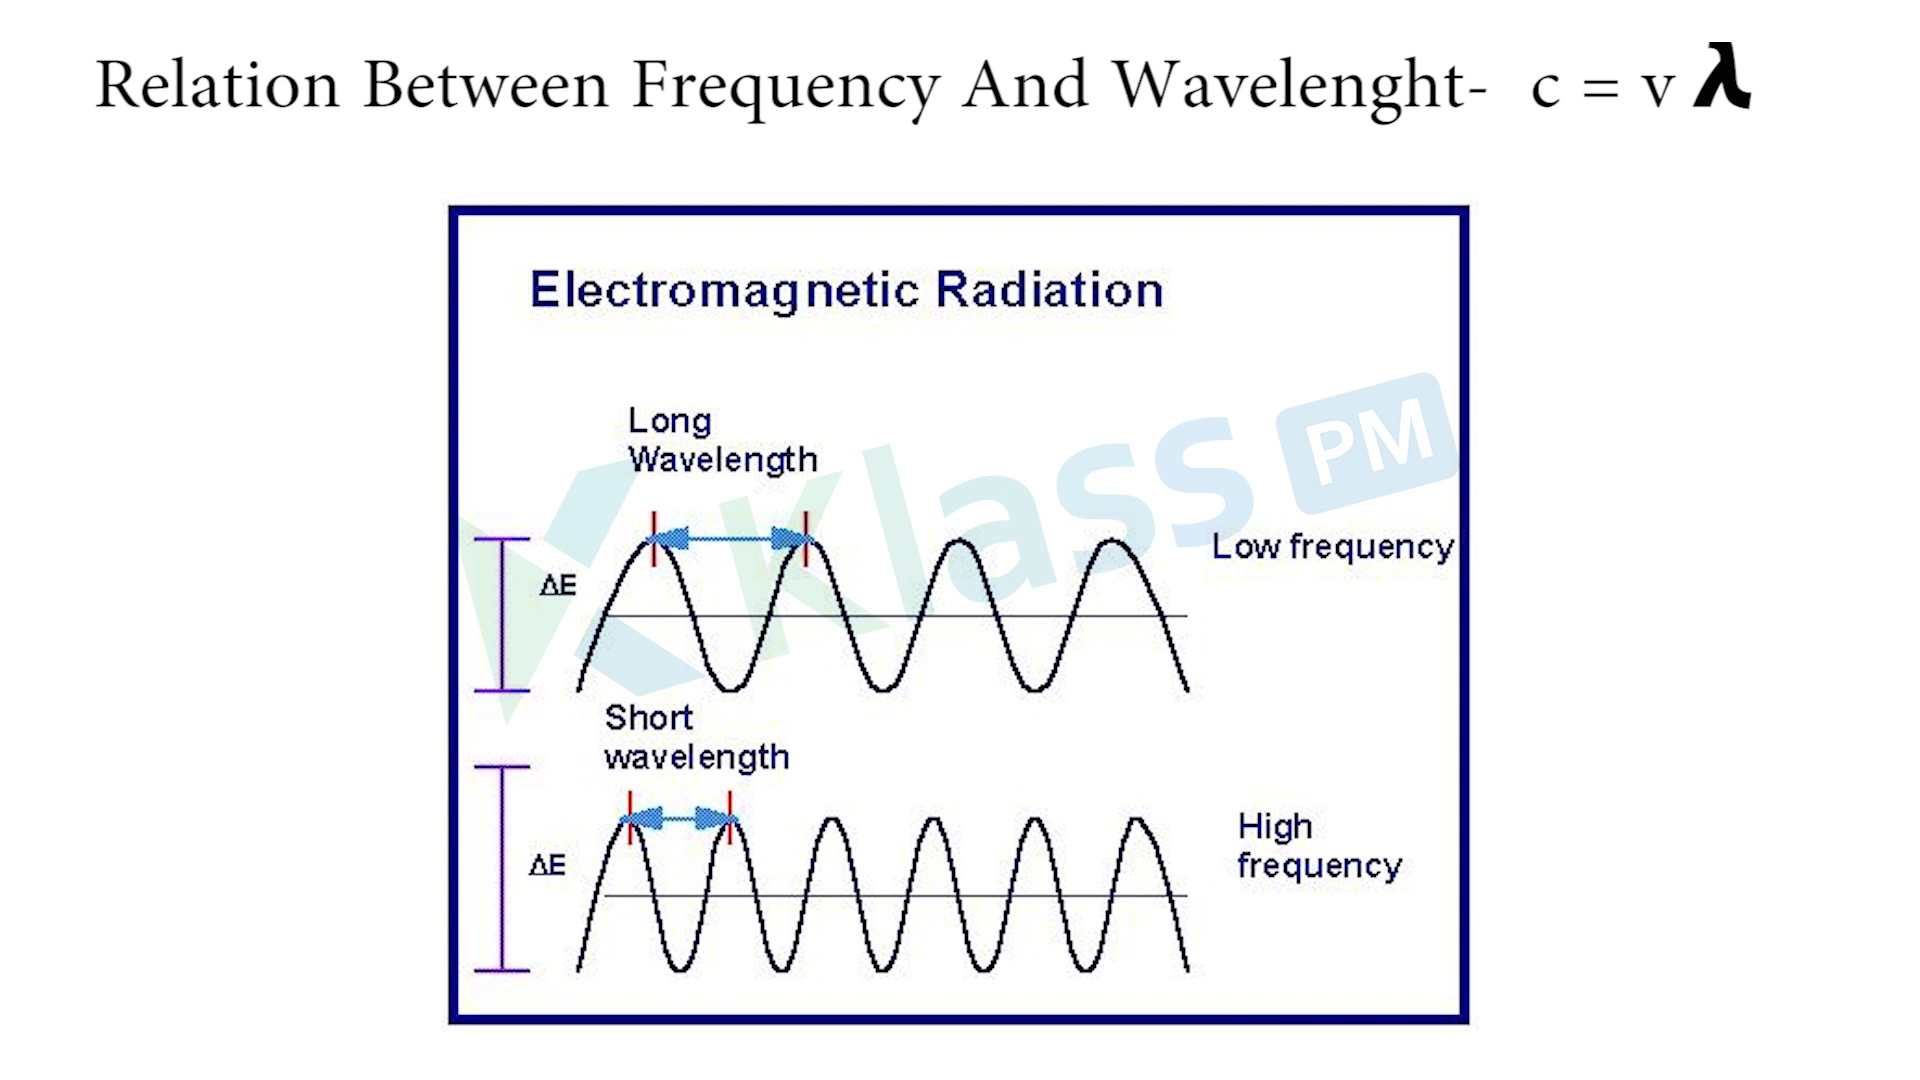 Relation Between Frequency And Wavelenght- c = v λ
Electromagnetic Radiation
Long
Wavelength
Klass PM
Low frequency
ΔE
Short
wavelength
High
frequency
ΔE